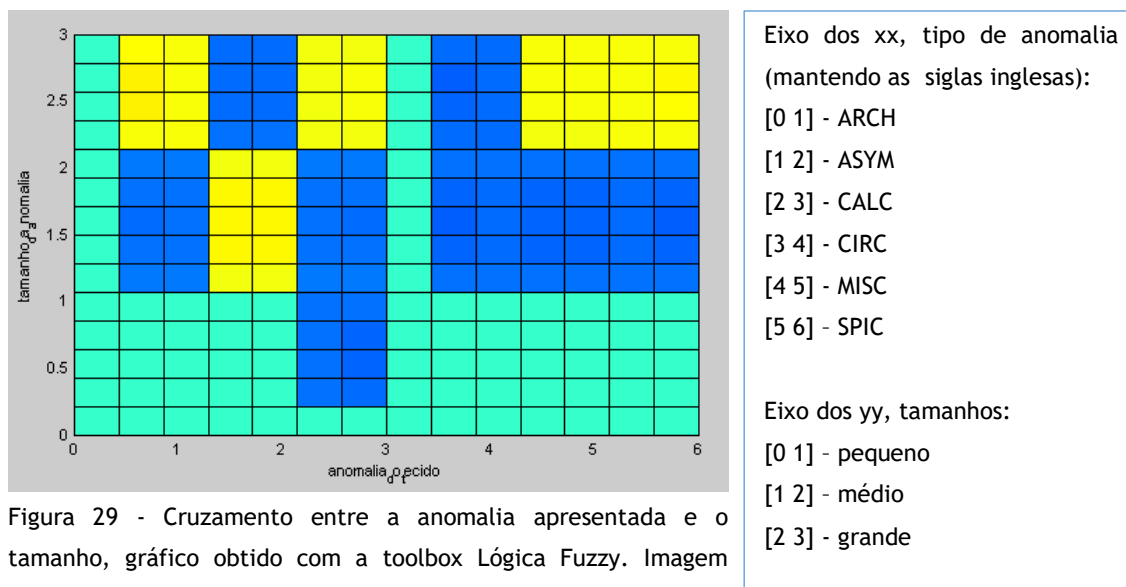 3
2.5
2
1.5
1
0.5
0
tamanho_da_anomalia
0 1 2 3 4 5 6
anomalia_do_tecido
Figura 29 - Cruzamento entre a anomalia apresentada e o
tamanho, gráfico obtido com a toolbox Lógica Fuzzy. Imagem
Eixo dos xx, tipo de anomalia
(mantendo as siglas inglesas):
[0 1] - ARCH
[1 2] - ASYM
[2 3] - CALC
[3 4] - CIRC
[4 5] - MISC
[5 6] – SPIC
Eixo dos yy, tamanhos:
[0 1] – pequeno
[1 2] – médio
[2 3] - grande